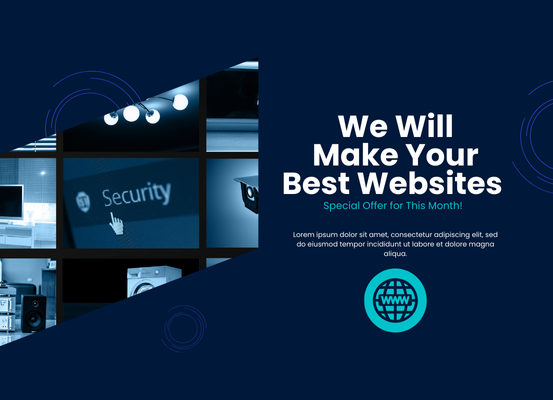 Security
We Will
Make Your
Best Websites
Special Offer for This Month!
Lorem ipsum dolor sit amet, consectetur adipiscing elit, sed
do eiusmod tempor incididunt ut labore et dolore magna
aliqua.
WWW